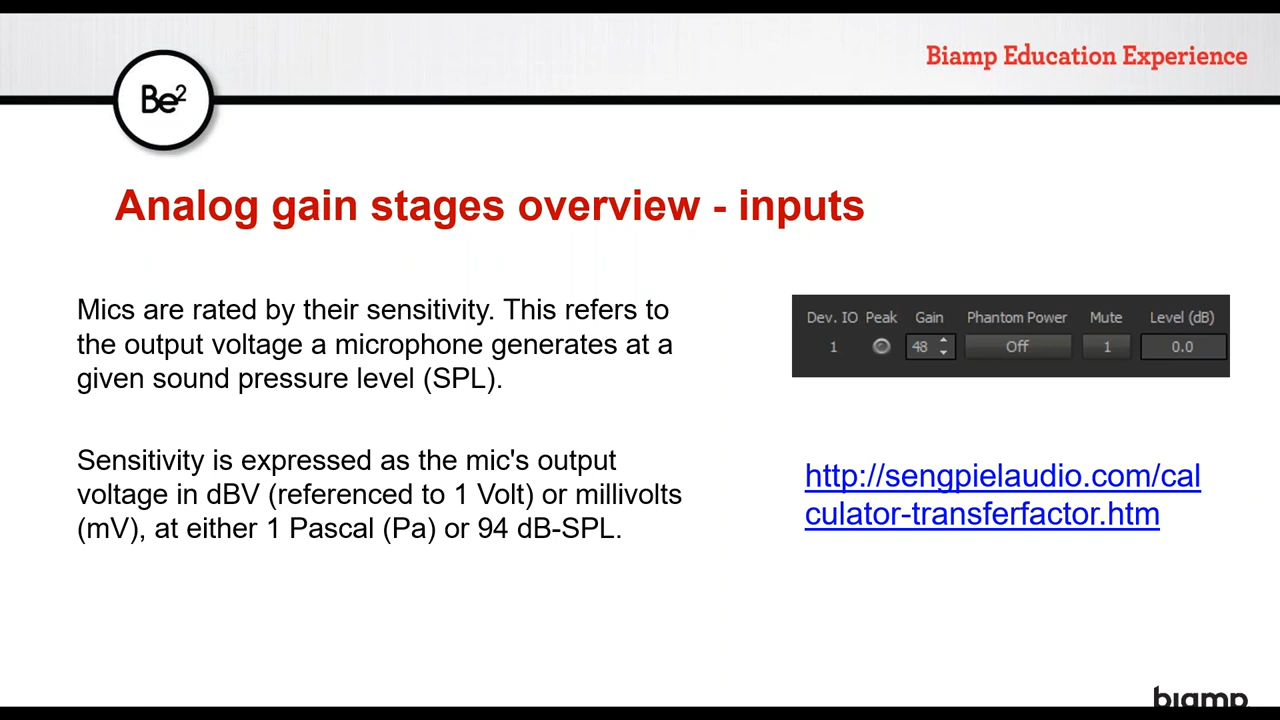 Biamp Education Experience
Be2
Analog gain stages overview - inputs
Mics are rated by their sensitivity. This refers to
the output voltage a microphone generates at a
given sound pressure level (SPL).
Sensitivity is expressed as the mic's output
voltage in dBV (referenced to 1 Volt) or millivolts
(mV), at either 1 Pascal (Pa) or 94 dB-SPL.
Dev. IO Peak Gain Phantom Power Mute Level (dB)
1 48 Off 1 0.0
http://sengpielaudio.com/cal
culator-transferfactor.htm
biamp